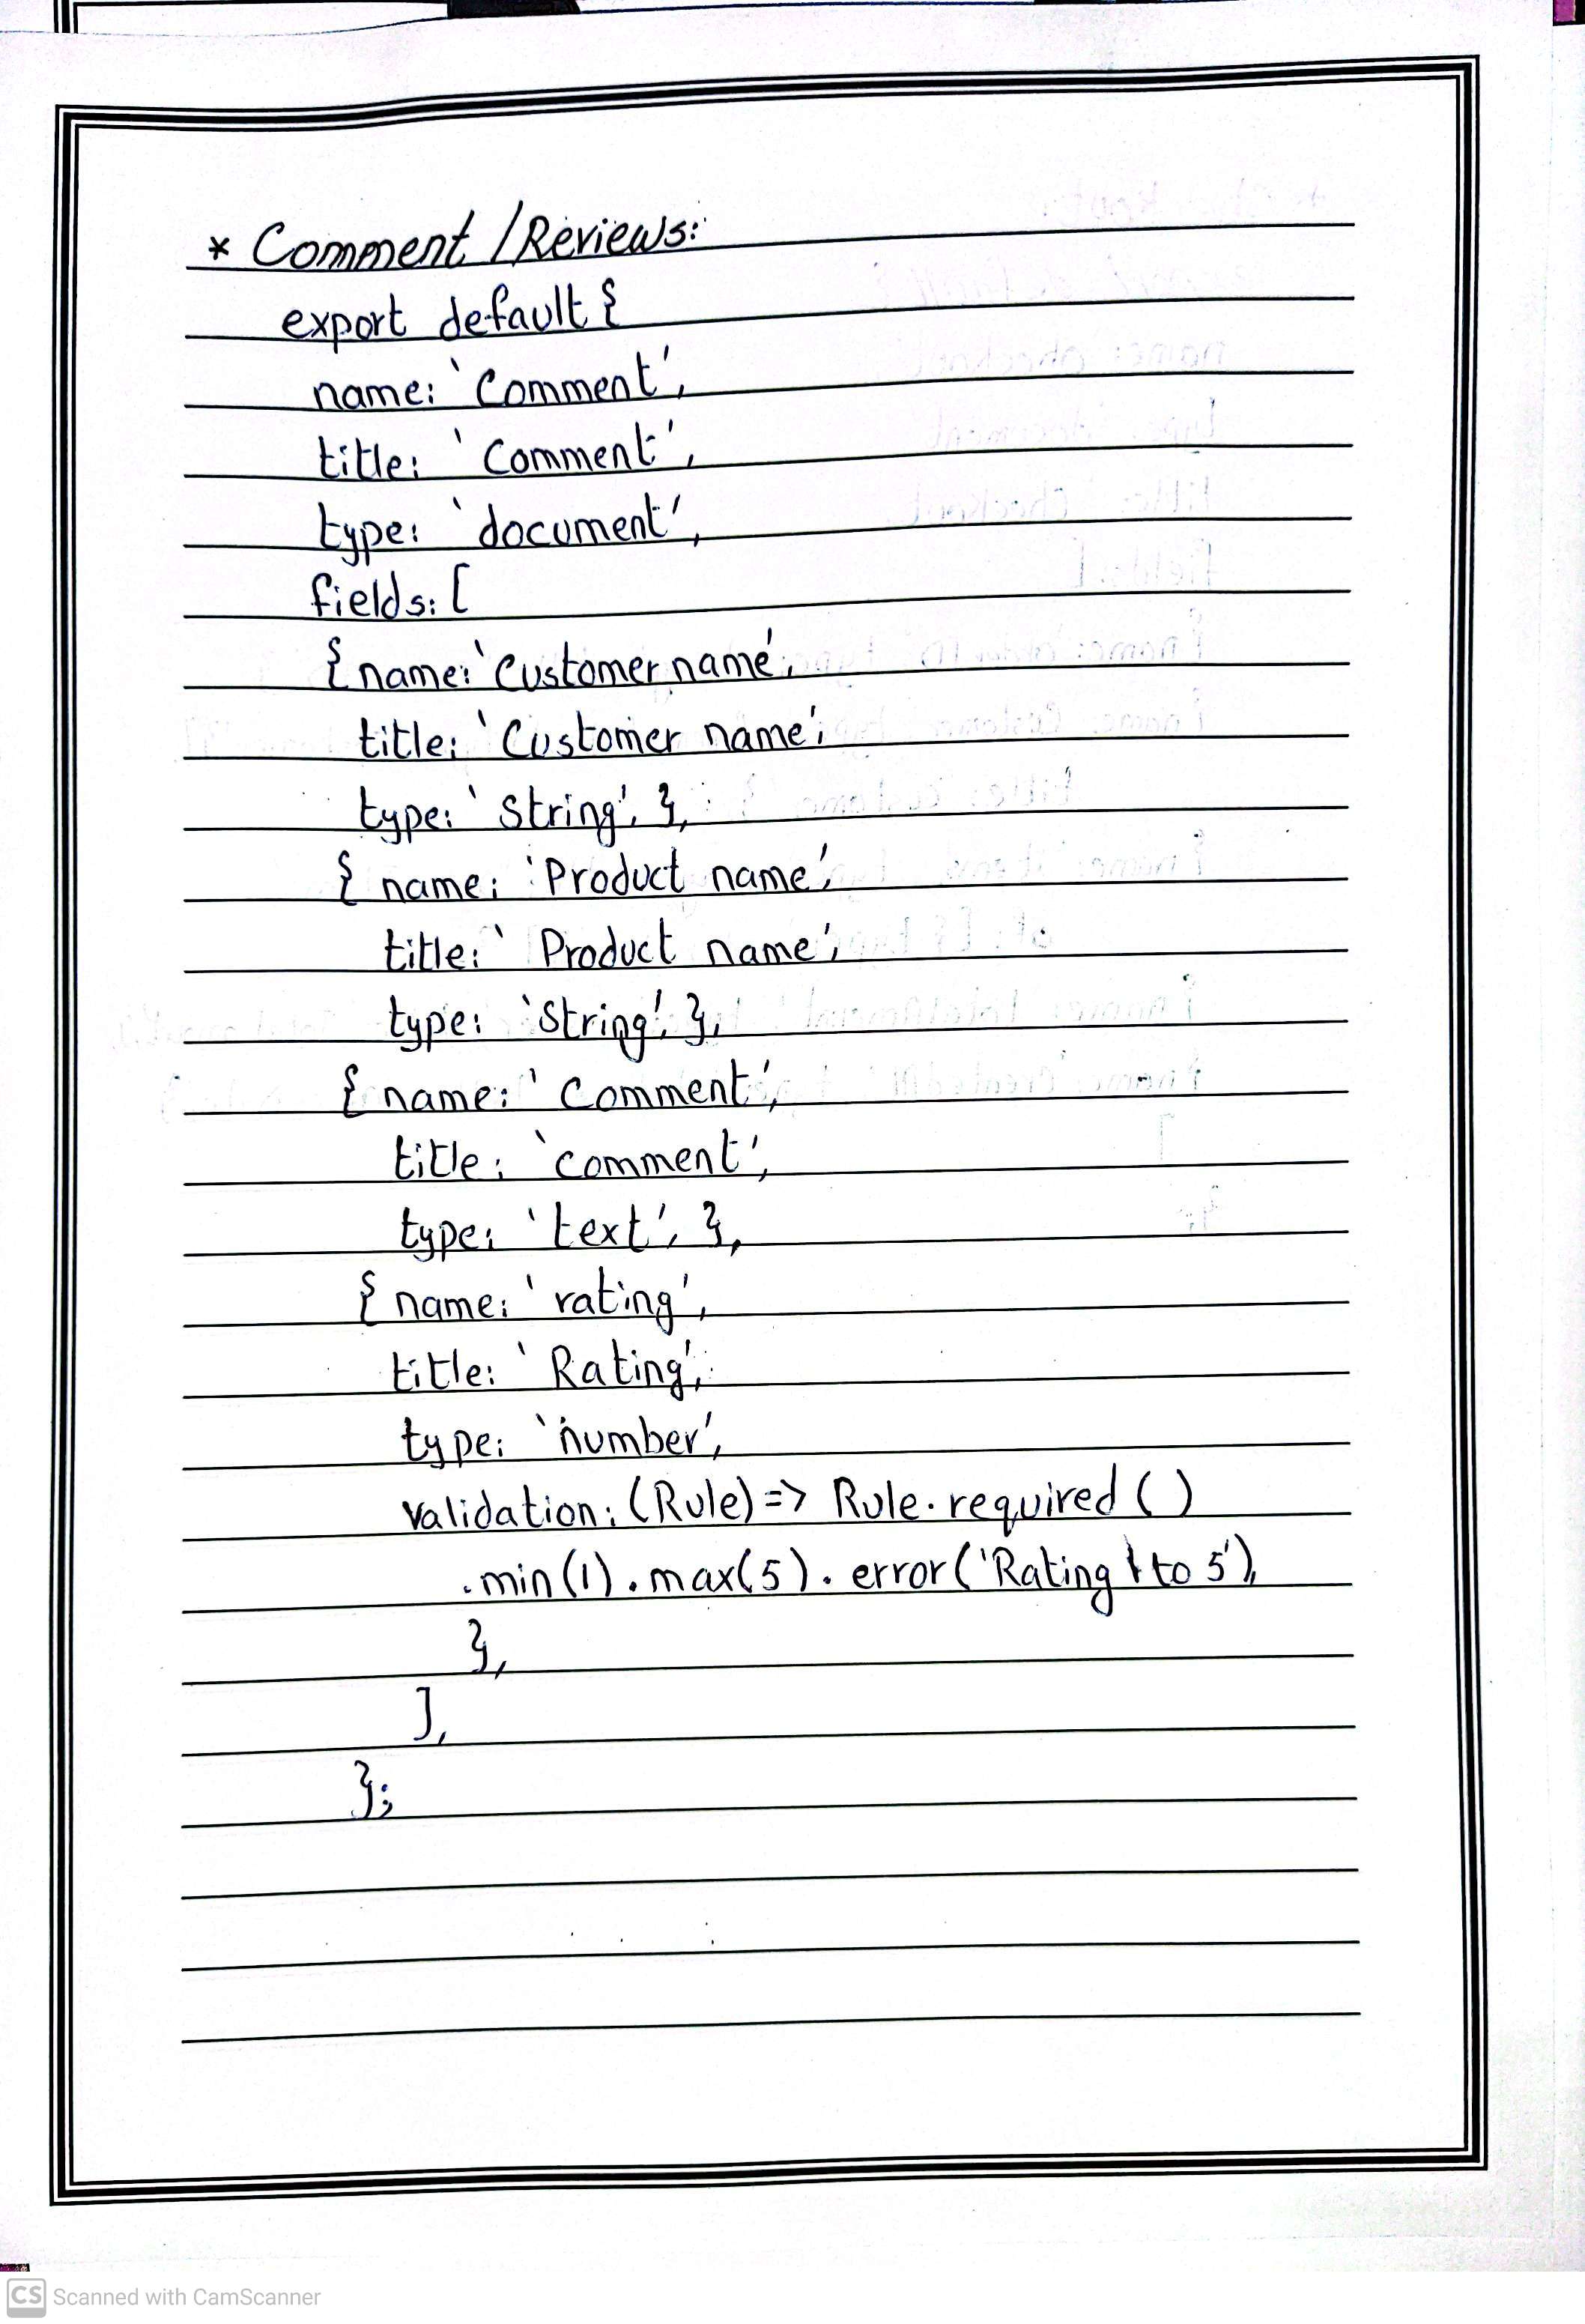 * Comment /Reviews:
export default {
name: 'Comment',
title: 'Comment',
type: 'document',
fields: [
{ name: 'Customer name',
title: 'Customer name',
type: 'String', },
{ name: 'Product name',
title: 'Product name',
type: 'String', },
{ name: 'Comment',
title: 'comment',
type: 'text', },
{ name: 'rating',
title: 'Rating',
type: 'number',
validation: (Rule) => Rule.required ()
.min(1).max(5).error('Rating 1 to 5'),
},
],
};
CS Scanned with CamScanner